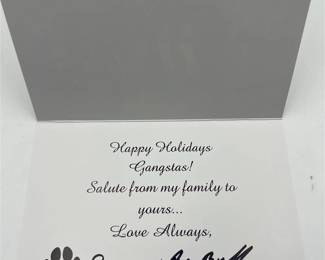 Happy Holidays
Gangstas!
Salute from my family to
yours...
Love Always,